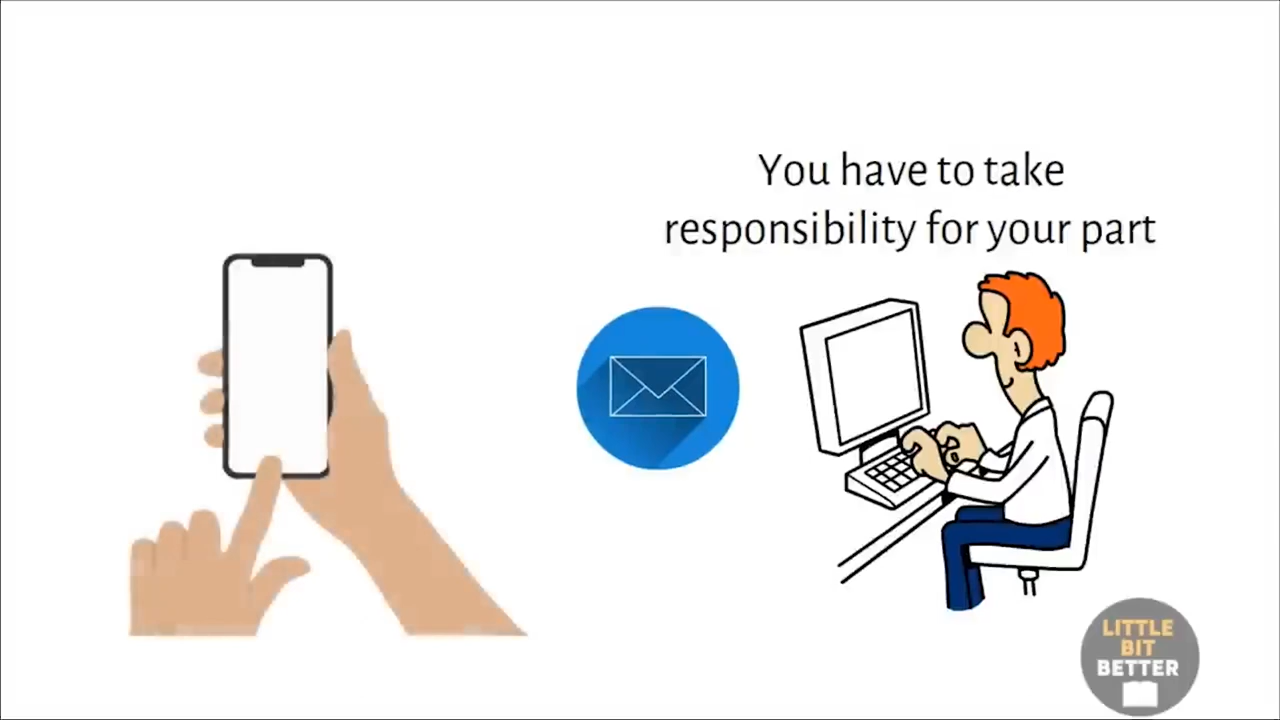 You have to take
responsibility for your part
LITTLE
BIT
BETTER